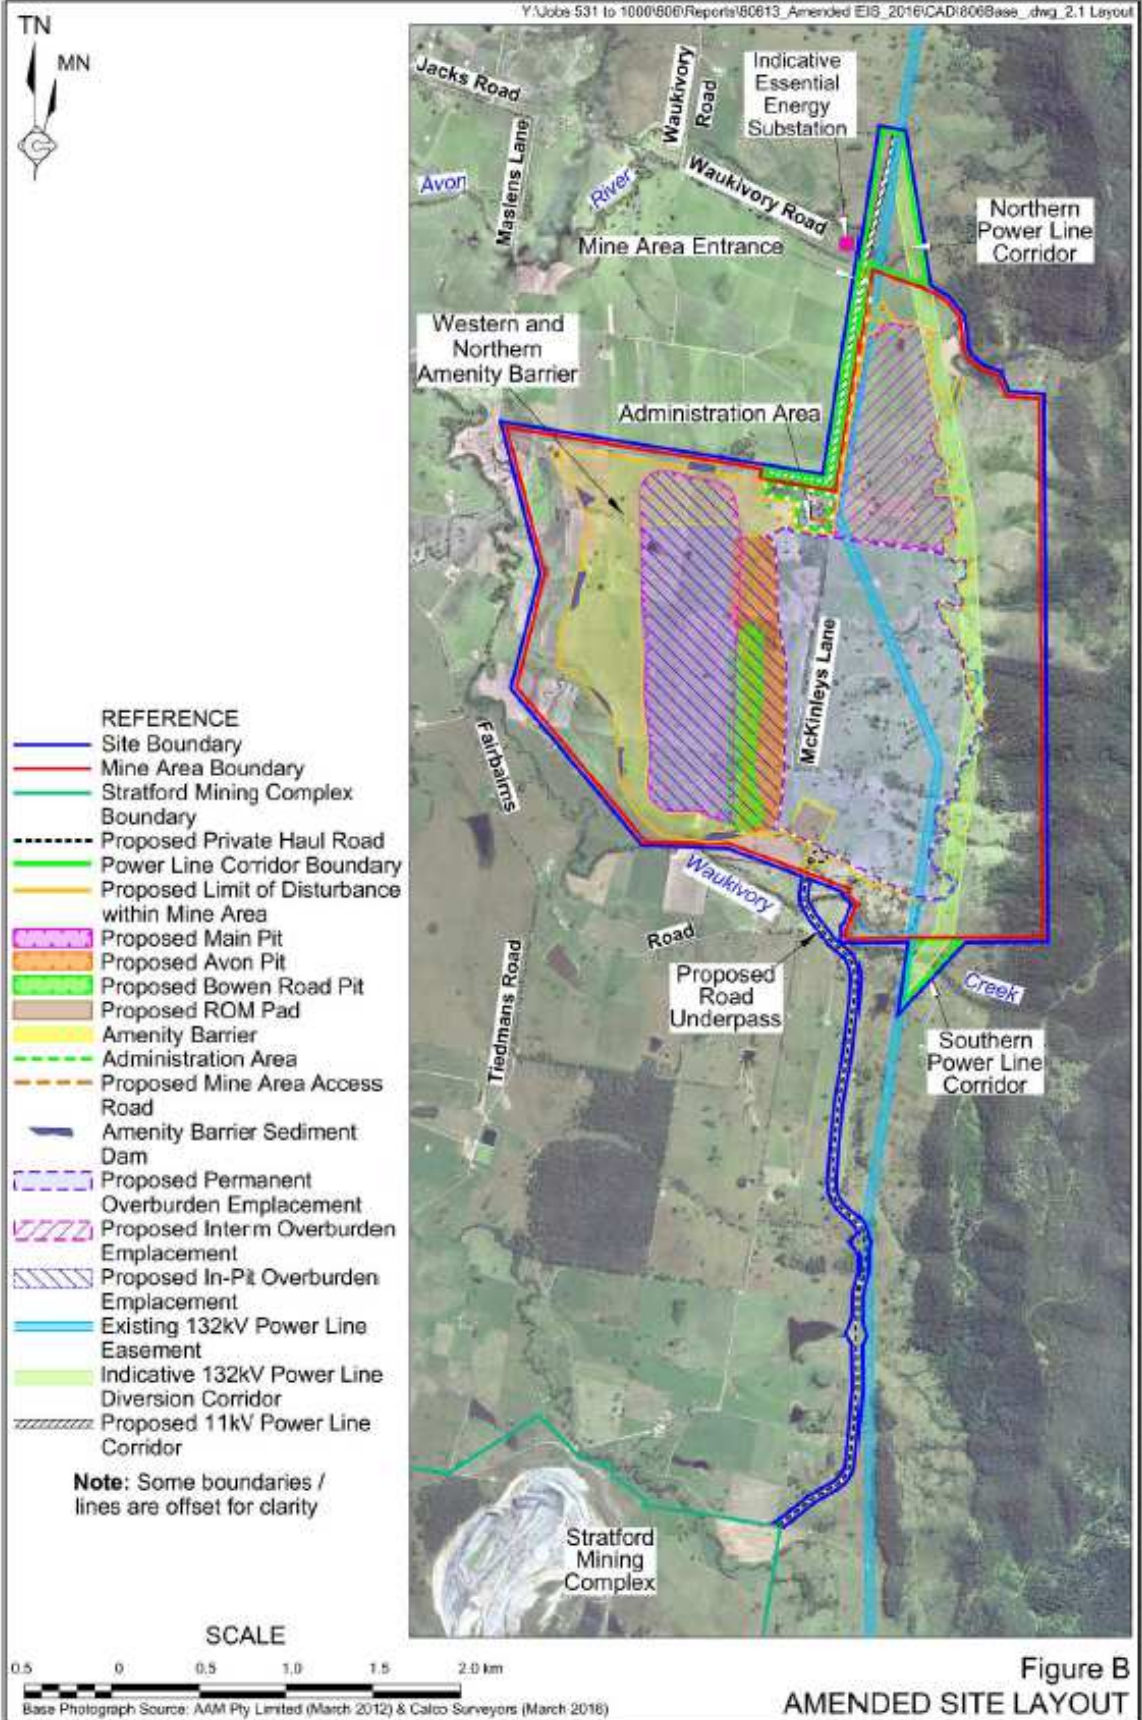 Y:\Jobs 531 to 1000\806\Reports\80613_Amended EIS_2016\CAD\806Base_.dwg_2.1 Layout
TN
MN
Jacks Road
Maslens Lane
Waukivory
Road
Indicative
Essential
Energy
Substation
Avon
River
Waukivory Road
Northern
Power Line
Corridor
Mine Area Entrance
Western and
Northern
Amenity Barrier
Administration Area
McKinleys Lane
Fairbairns
Waukivory
Road
Tiedmans Road
Proposed
Road
Underpass
Creek
Southern
Power Line
Corridor
Stratford
Mining
Complex
REFERENCE
Site Boundary
Mine Area Boundary
Stratford Mining Complex
Boundary
Proposed Private Haul Road
Power Line Corridor Boundary
Proposed Limit of Disturbance
within Mine Area
Proposed Main Pit
Proposed Avon Pit
Proposed Bowen Road Pit
Proposed ROM Pad
Amenity Barrier
Administration Area
Proposed Mine Area Access
Road
Amenity Barrier Sediment
Dam
Proposed Permanent
Overburden Emplacement
Proposed Interim Overburden
Emplacement
Proposed In-Pit Overburden
Emplacement
Existing 132kV Power Line
Easement
Indicative 132kV Power Line
Diversion Corridor
Proposed 11kV Power Line
Corridor
Note: Some boundaries /
lines are offset for clarity
SCALE
0.5 0 0.5 1.0 1.5 2.0 km
Base Photograph Source: AAM Pty Limited (March 2012) & Calco Surveyors (March 2016)
Figure B
AMENDED SITE LAYOUT